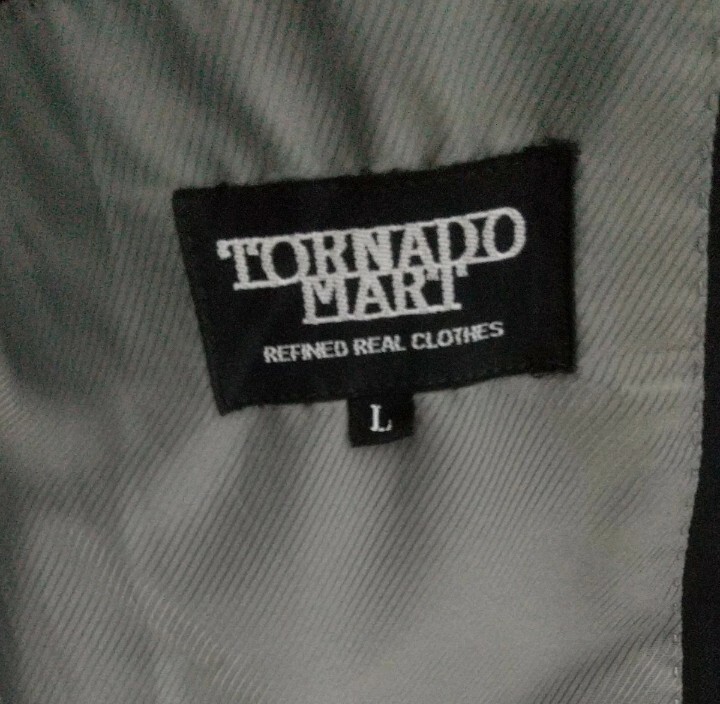 TORNADO
MART
REFINED REAL CLOTHES
L